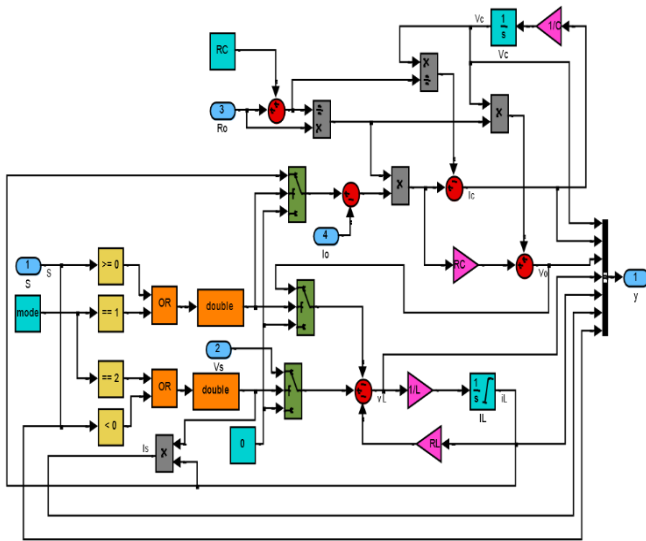 Vc
1
s
Vc
1/C
RC
3
Ro
÷
×
×
÷
×
×
Ic
4
Io
RC
Vo
1
S
S
>= 0
== 1
OR
double
mode
== 2
< 0
OR
double
2
Vs
vL
1/L
1
s
iL
IL
RL
0
Is
×
1
y